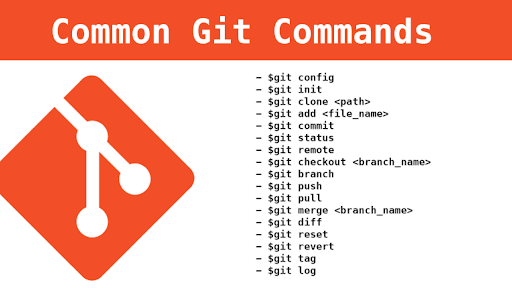 Common Git Commands
- $git config
- $git init
- $git clone <path>
- $git add <file_name>
- $git commit
- $git status
- $git remote
- $git checkout <branch_name>
- $git branch
- $git push
- $git pull
- $git merge <branch_name>
- $git diff
- $git reset
- $git revert
- $git tag
- $git log